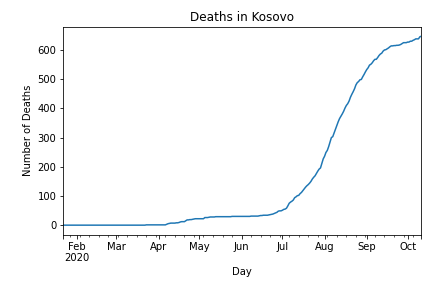 Deaths in Kosovo
Number of Deaths
600
500
400
300
200
100
0
Feb Mar Apr May Jun Jul Aug Sep Oct
2020
Day